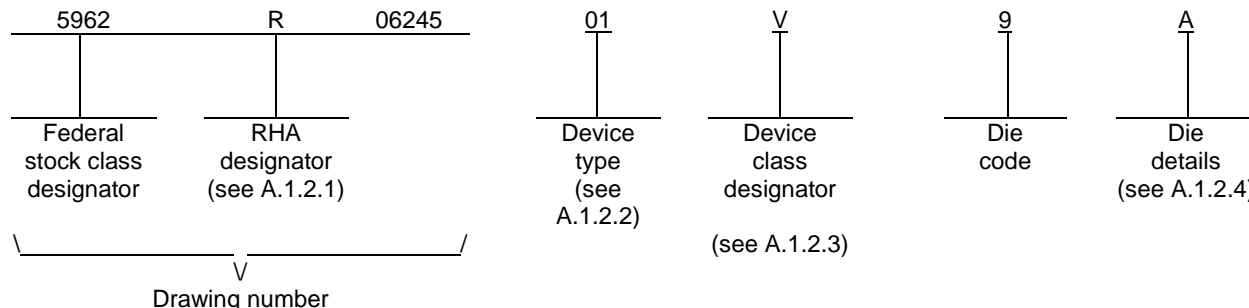 5962 R 06245 01 V 9 A
Federal stock class designator
RHA designator (see A.1.2.1)
Device type (see A.1.2.2)
Device class designator (see A.1.2.3)
Die code
Die details (see A.1.2.4)
Drawing number